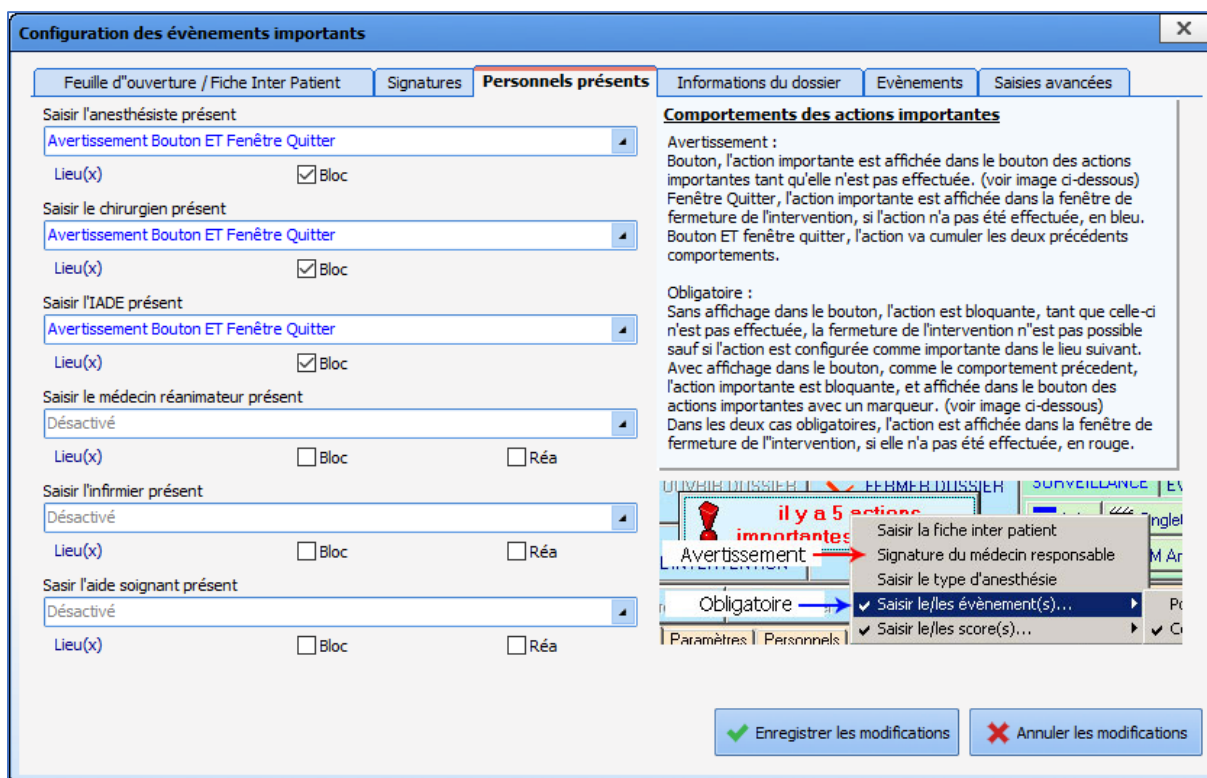 Configuration des évènements importants
Feuille d''ouverture / Fiche Inter Patient
Signatures
Personnels présents
Informations du dossier
Evènements
Saisies avancées
Saisir l'anesthésiste présent
Avertissement Bouton ET Fenêtre Quitter
Lieu(x)
Bloc
Saisir le chirurgien présent
Avertissement Bouton ET Fenêtre Quitter
Lieu(x)
Bloc
Saisir l'IADE présent
Avertissement Bouton ET Fenêtre Quitter
Lieu(x)
Bloc
Saisir le médecin réanimateur présent
Désactivé
Lieu(x)
Bloc
Réa
Saisir l'infirmier présent
Désactivé
Lieu(x)
Bloc
Réa
Sasir l'aide soignant présent
Désactivé
Lieu(x)
Bloc
Réa
Comportements des actions importantes
Avertissement :
Bouton, l'action importante est affichée dans le bouton des actions
importantes tant qu'elle n'est pas effectuée. (voir image ci-dessous)
Fenêtre Quitter, l'action importante est affichée dans la fenêtre de
fermeture de l'intervention, si l'action n'a pas été effectuée, en bleu.
Bouton ET fenêtre quitter, l'action va cumuler les deux précédents
comportements.
Obligatoire :
Sans affichage dans le bouton, l'action est bloquante, tant que celle-ci
n'est pas effectuée, la fermeture de l'intervention n''est pas possible
sauf si l'action est configurée comme importante dans le lieu suivant.
Avec affichage dans le bouton, comme le comportement précedent,
l'action importante est bloquante, et affichée dans le bouton des
actions importantes avec un marqueur. (voir image ci-dessous)
Dans les deux cas obligatoires, l'action est affichée dans la fenêtre de
fermeture de l''intervention, si elle n'a pas été effectuée, en rouge.
OUVRIR DOSSIER
FERMER DOSSIER
SURVEILLANCE
il y a 5 actions
importantes
Saisir la fiche inter patient
Avertissement
Signature du médecin responsable
Saisir le type d'anesthésie
Obligatoire
Saisir le/les évènement(s)...
Saisir le/les score(s)...
Paramètres
Personnels
Enregistrer les modifications
Annuler les modifications